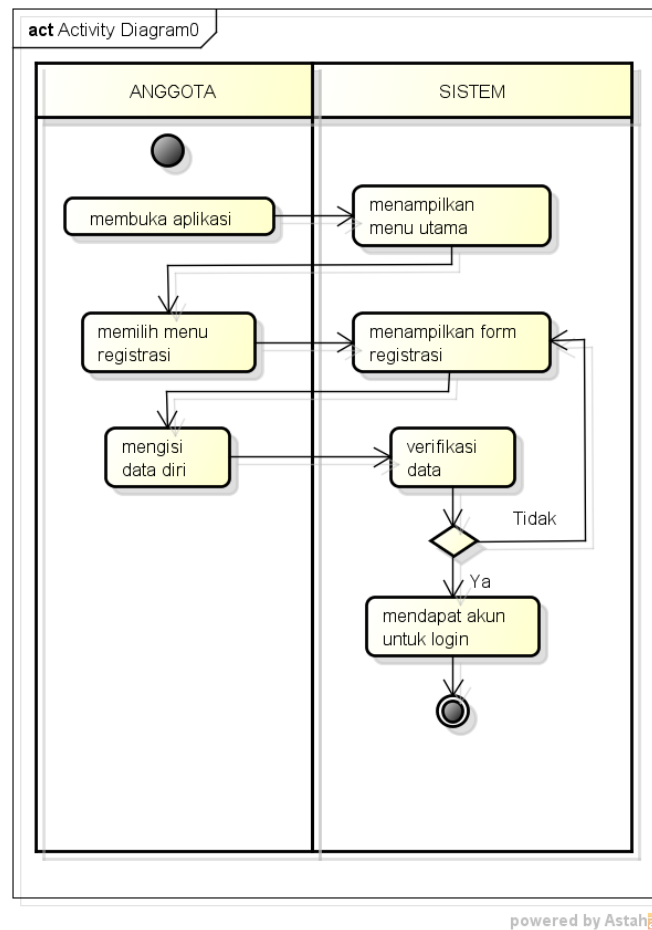 act Activity Diagram0
ANGGOTA
SISTEM
membuka aplikasi
menampilkan
menu utama
memilih menu
registrasi
menampilkan form
registrasi
mengisi
data diri
verifikasi
data
Tidak
Ya
mendapat akun
untuk login
powered by Astah